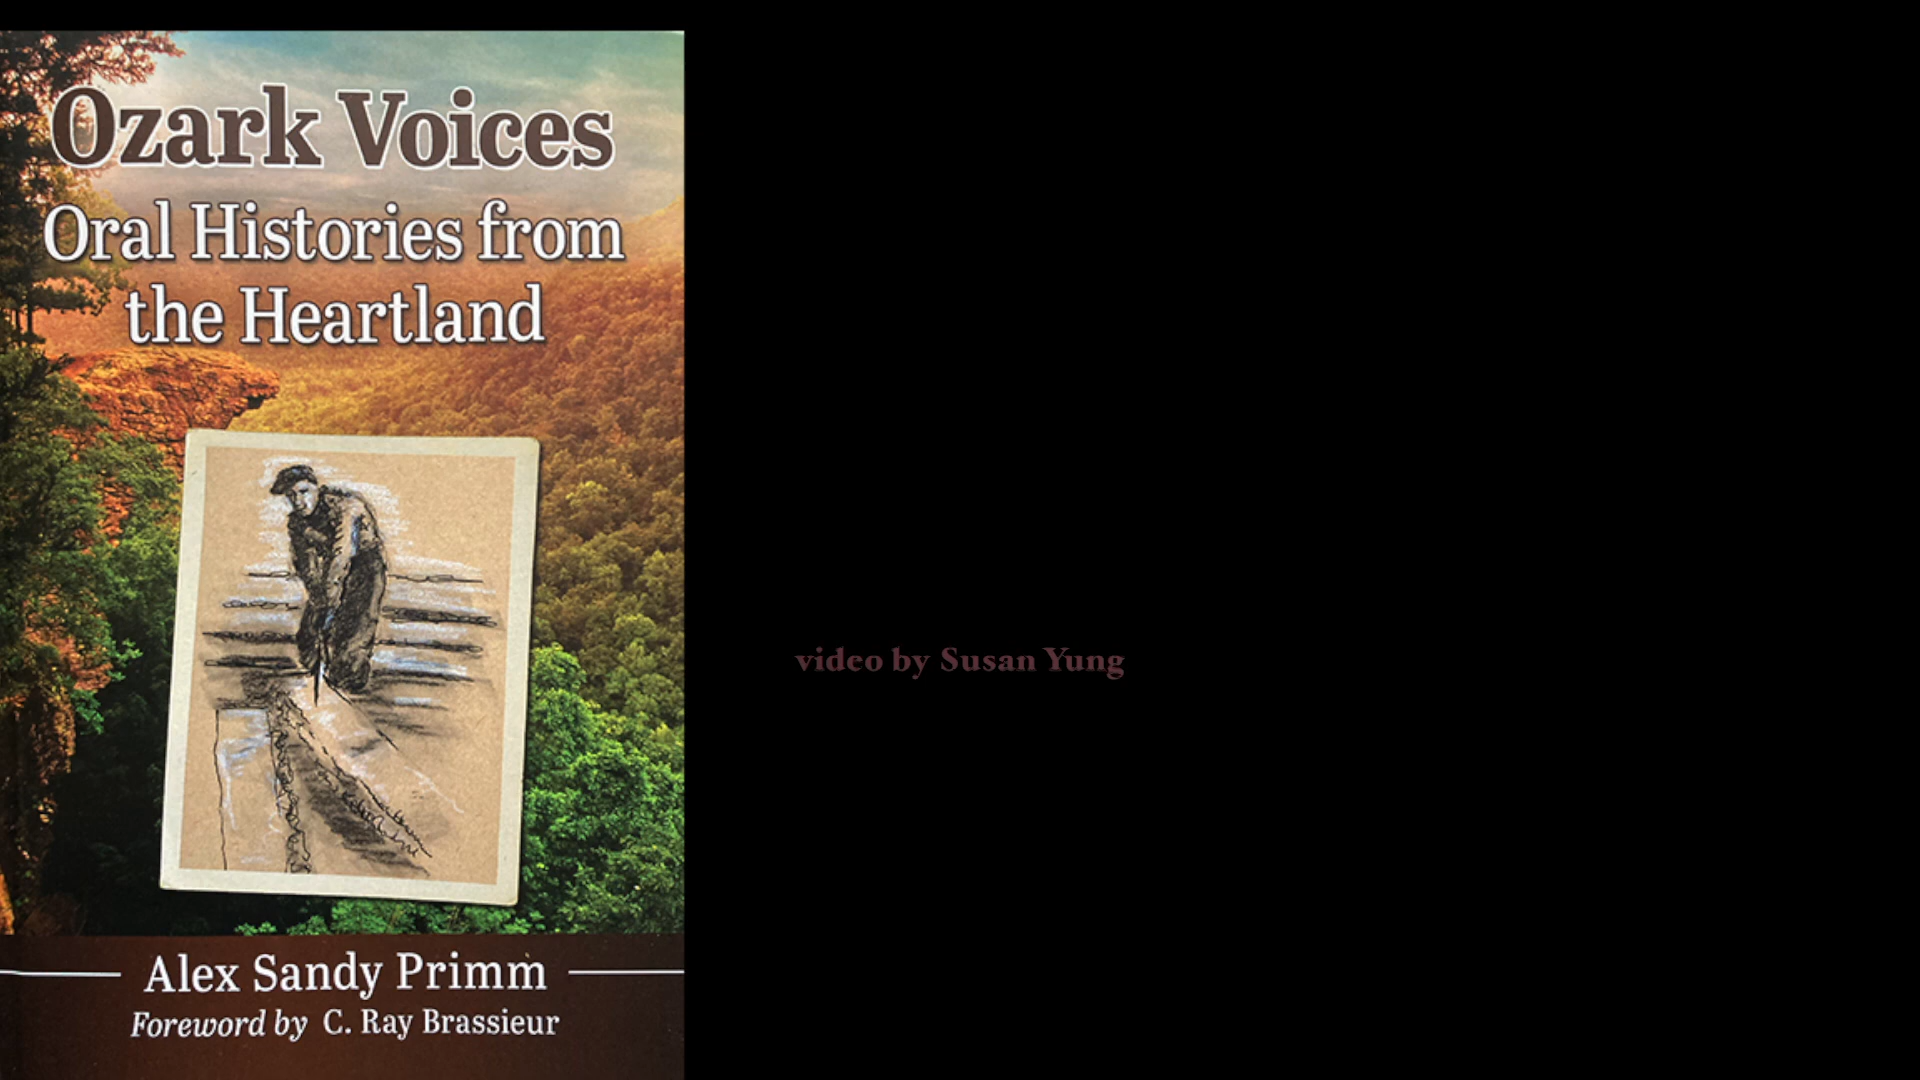 Ozark Voices
Oral Histories from
the Heartland
Alex Sandy Primm
Foreword by C. Ray Brassieur
video by Susan Yung